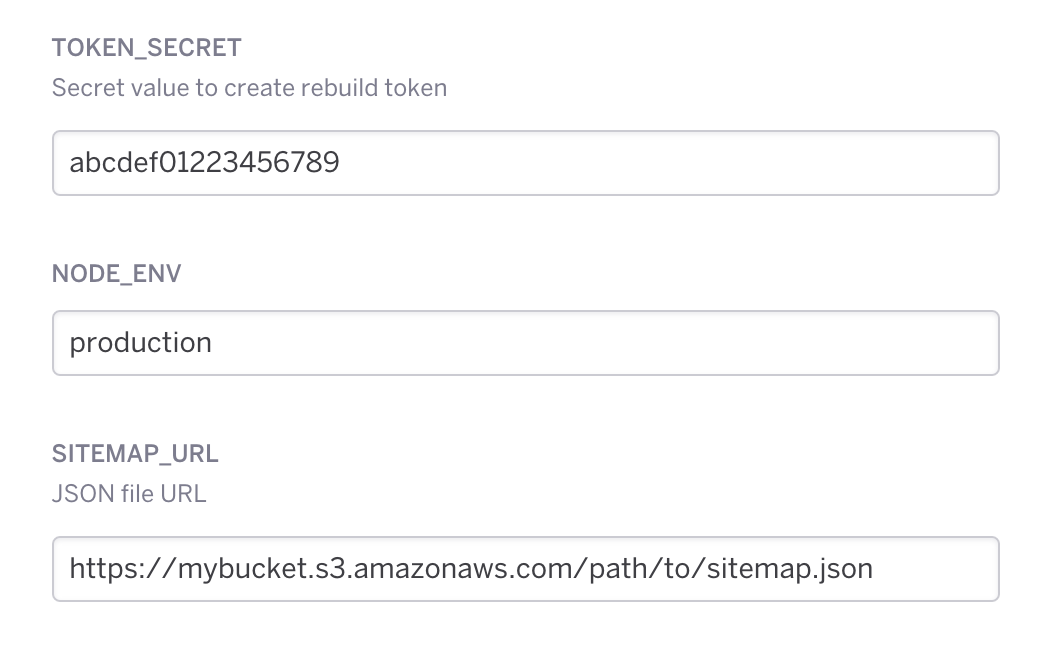 TOKEN_SECRET
Secret value to create rebuild token
abcdef01223456789
NODE_ENV
production
SITEMAP_URL
JSON file URL
https://mybucket.s3.amazonaws.com/path/to/sitemap.json